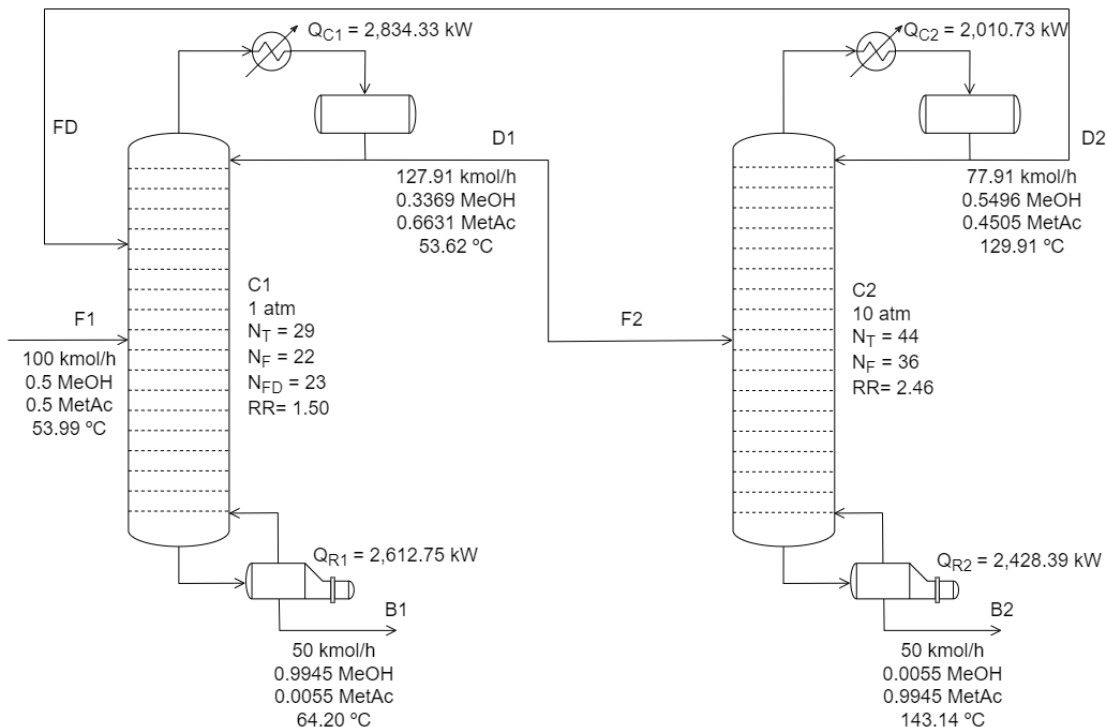 Q_C1 = 2,834.33 kW
Q_C2 = 2,010.73 kW
FD
D1
D2
127.91 kmol/h
0.3369 MeOH
0.6631 MetAc
53.62 ºC
77.91 kmol/h
0.5496 MeOH
0.4505 MetAc
129.91 ºC
F1
100 kmol/h
0.5 MeOH
0.5 MetAc
53.99 ºC
C1
1 atm
N_T = 29
N_F = 22
N_FD = 23
RR= 1.50
F2
C2
10 atm
N_T = 44
N_F = 36
RR= 2.46
Q_R1 = 2,612.75 kW
Q_R2 = 2,428.39 kW
B1
50 kmol/h
0.9945 MeOH
0.0055 MetAc
64.20 ºC
B2
50 kmol/h
0.0055 MeOH
0.9945 MetAc
143.14 ºC